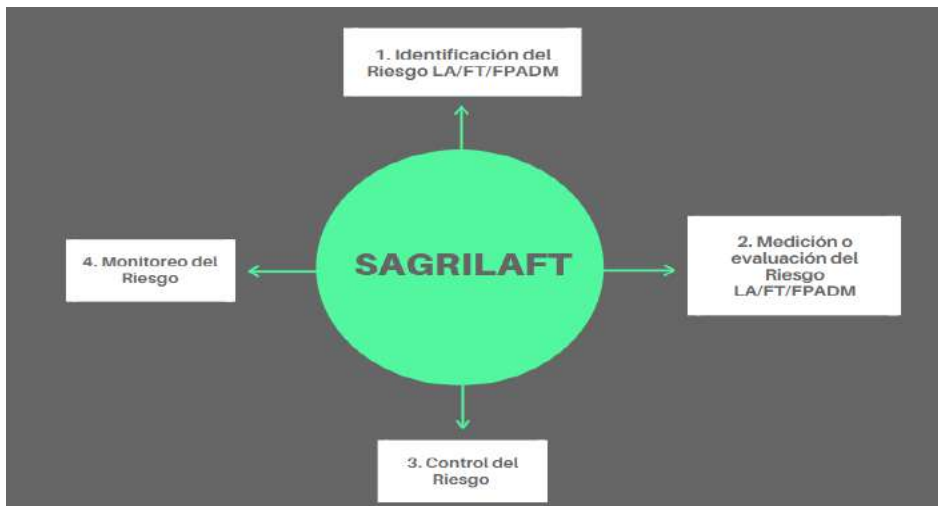 1. Identificación del
Riesgo LA/FT/FPADM
SAGRILAFT
2. Medición o
evaluación del
Riesgo
LA/FT/FPADM
3. Control del
Riesgo
4. Monitoreo del
Riesgo